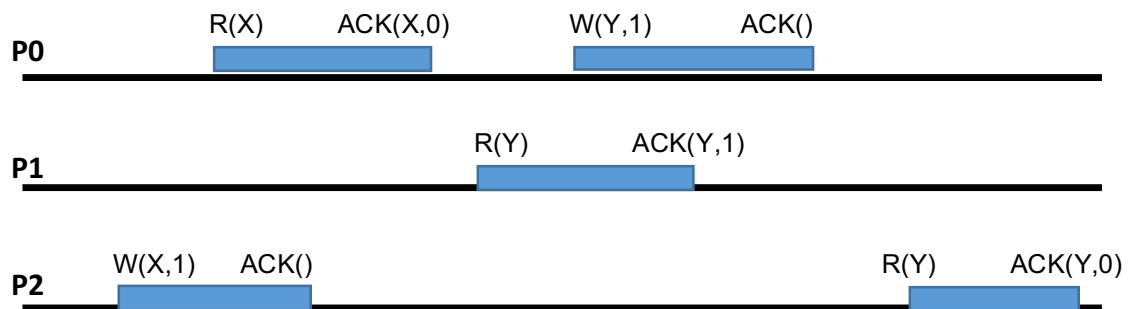 R(X) ACK(X,0) W(Y,1) ACK()
P0
R(Y) ACK(Y,1)
P1
W(X,1) ACK() R(Y) ACK(Y,0)
P2